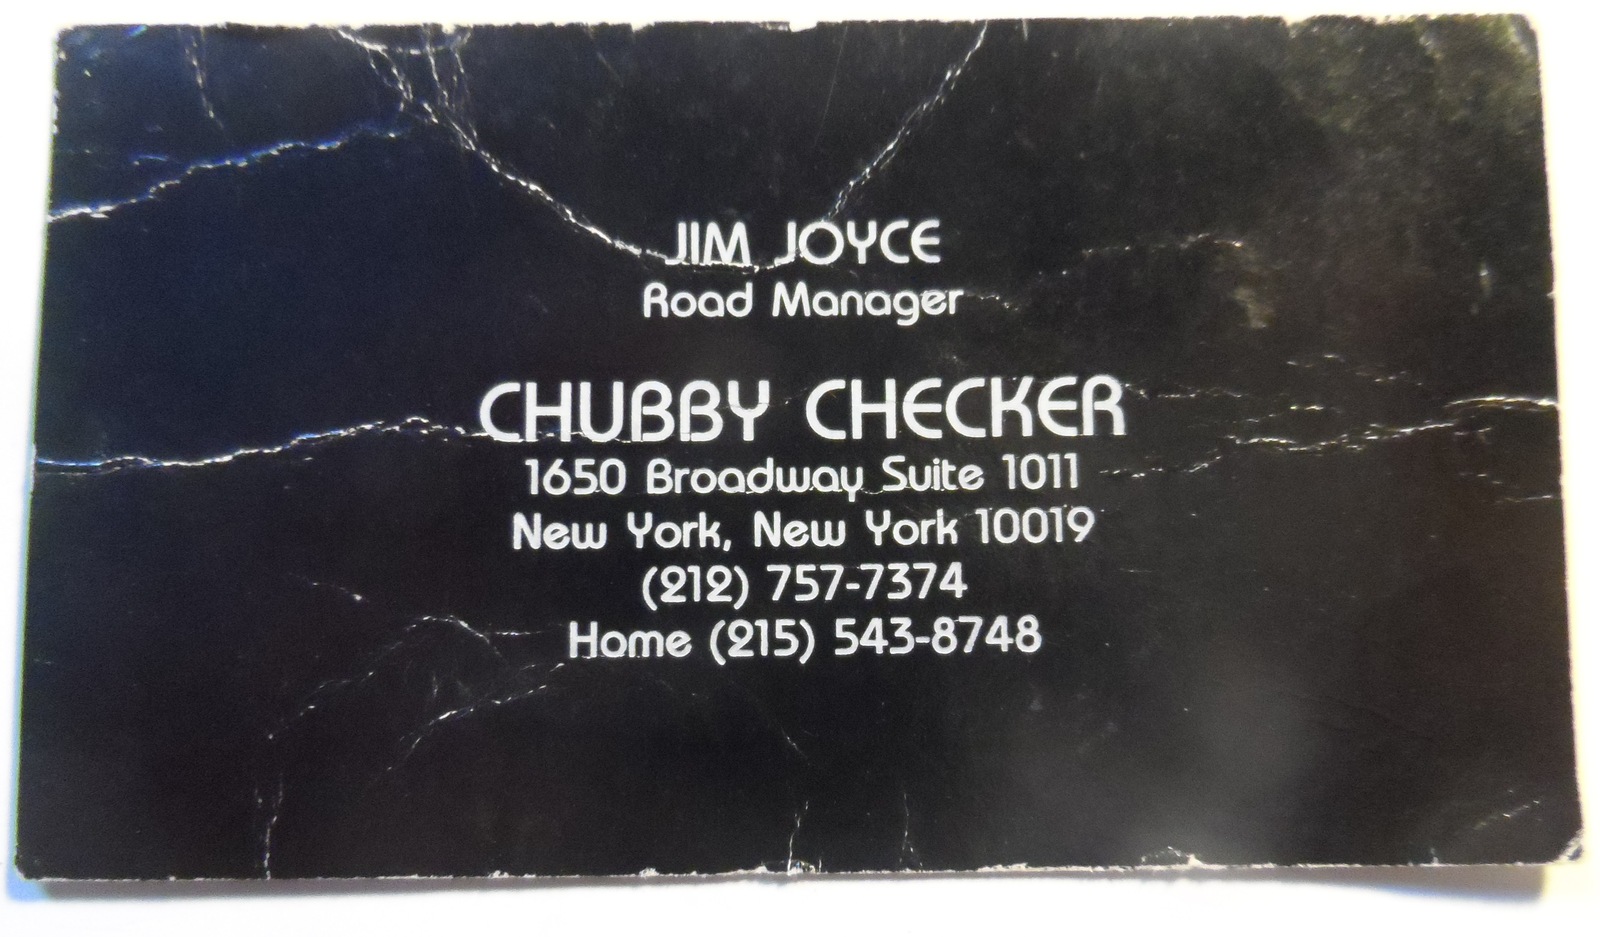 JIM JOYCE
Road Manager
CHUBBY CHECKER
1650 Broadway Suite 1011
New York, New York 10019
(212) 757-7374
Home (215) 543-8748